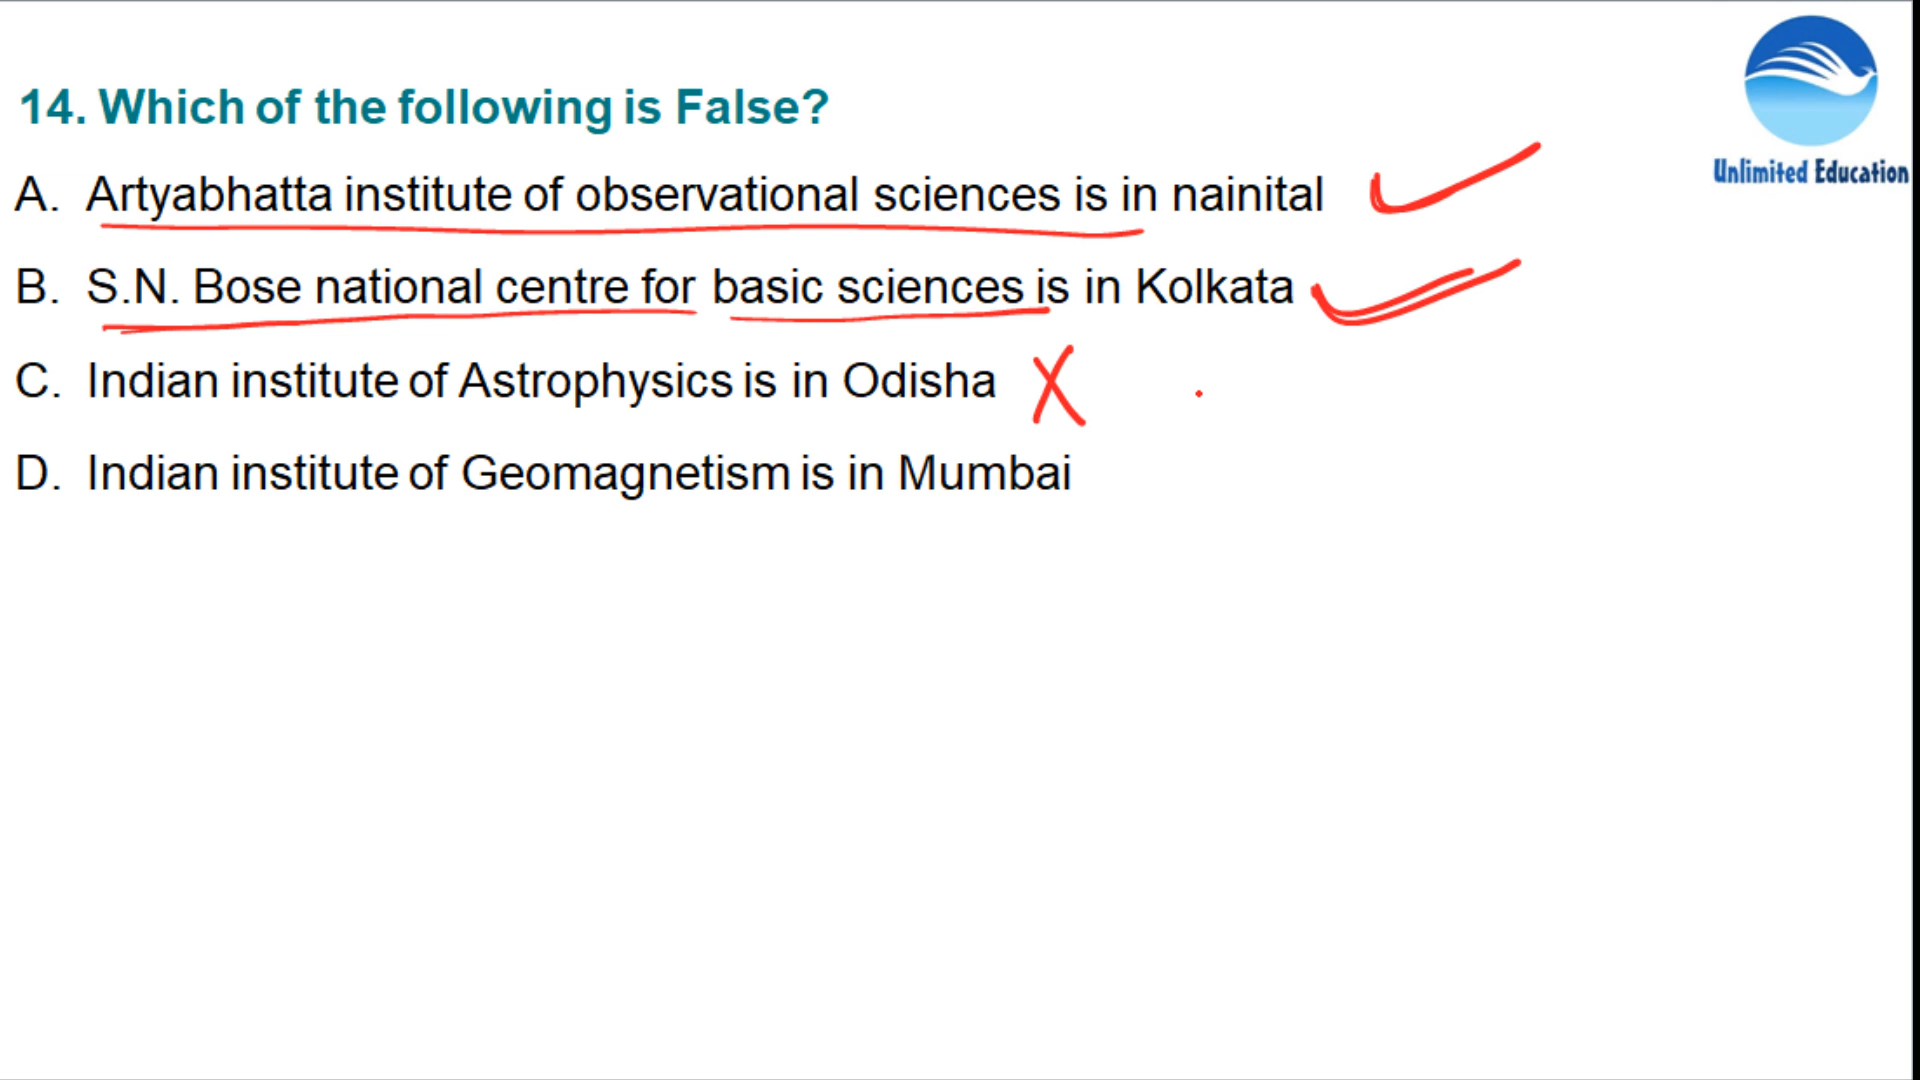 Unlimited Education
14. Which of the following is False?
A. Artyabhatta institute of observational sciences is in nainital
B. S.N. Bose national centre for basic sciences is in Kolkata
C. Indian institute of Astrophysics is in Odisha
D. Indian institute of Geomagnetism is in Mumbai